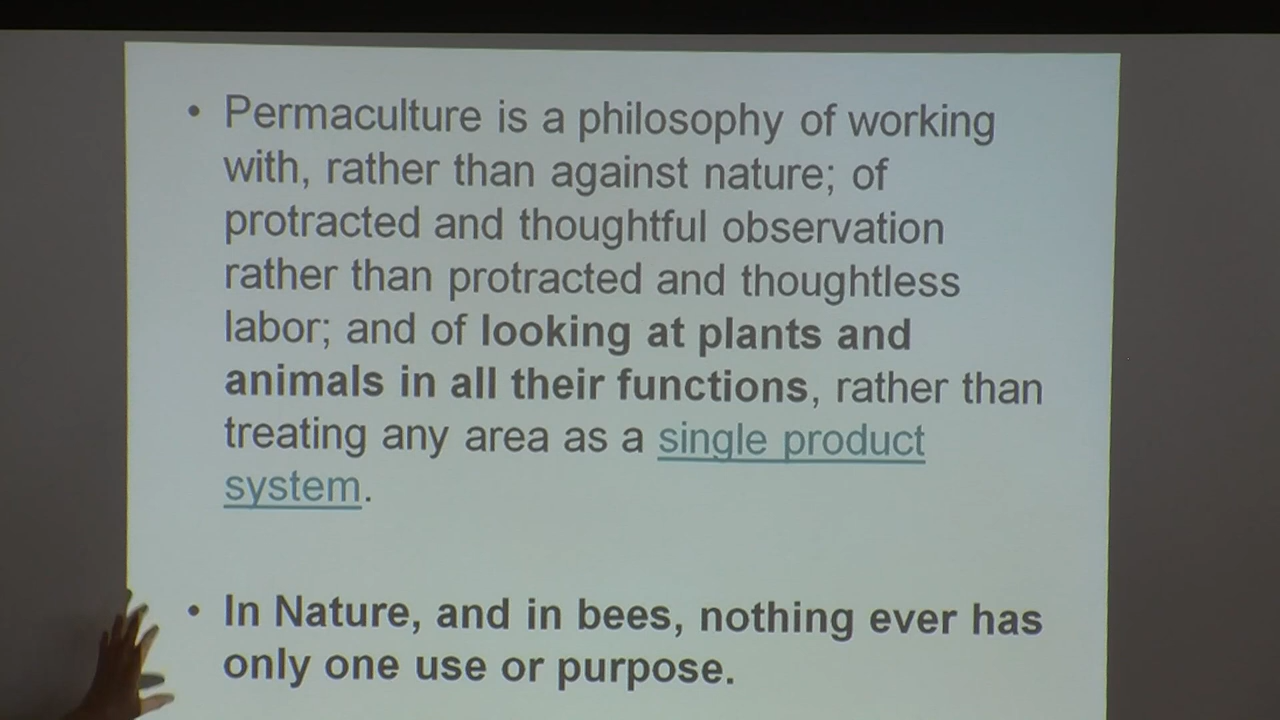 • Permaculture is a philosophy of working
with, rather than against nature; of
protracted and thoughtful observation
rather than protracted and thoughtless
labor; and of looking at plants and
animals in all their functions, rather than
treating any area as a single product
system.
• In Nature, and in bees, nothing ever has
only one use or purpose.